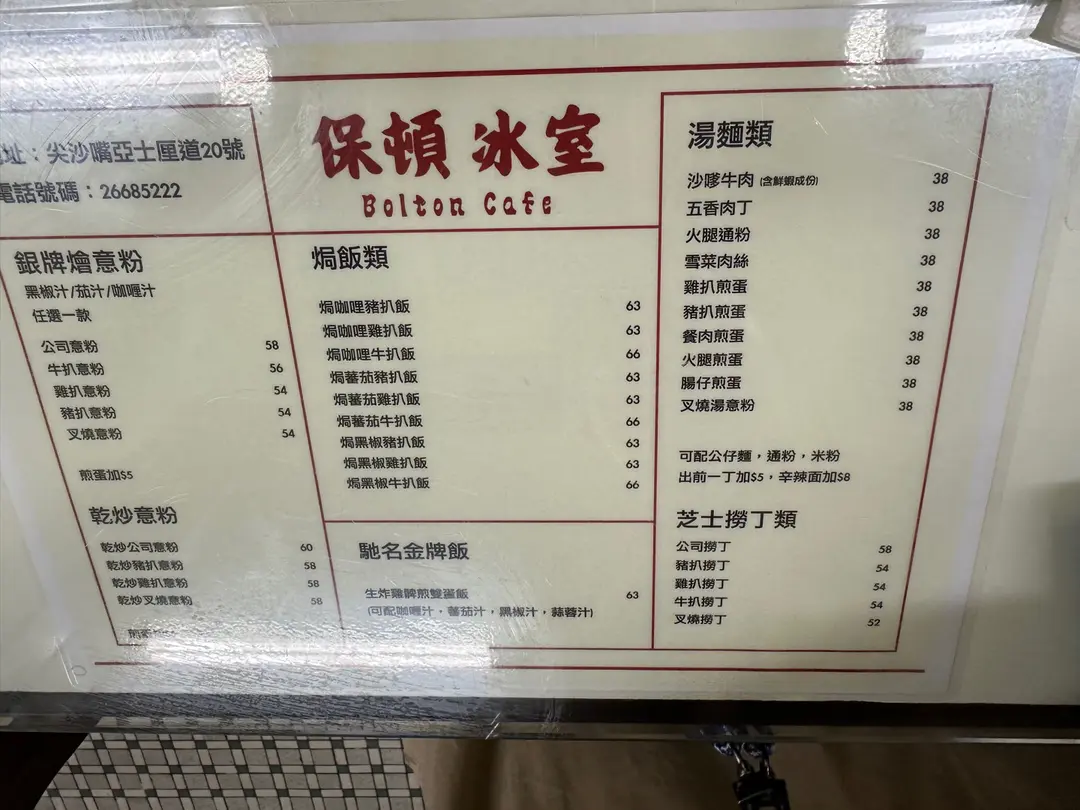 址：尖沙嘴亞士厘道20號
電話號碼：26685222
保頓冰室
Bolton Cafe
銀牌燴意粉
黑椒汁/茄汁/咖喱汁
任選一款
公司意粉 58
牛扒意粉 56
雞扒意粉 54
豬扒意粉 54
叉燒意粉 54
煎蛋加$5
乾炒意粉
乾炒公司意粉 60
乾炒豬扒意粉 58
乾炒雞扒意粉 58
乾炒叉燒意粉 58
焗飯類
焗咖哩豬扒飯 63
焗咖哩雞扒飯 63
焗咖哩牛扒飯 66
焗蕃茄豬扒飯 63
焗蕃茄雞扒飯 63
焗蕃茄牛扒飯 66
焗黑椒豬扒飯 63
焗黑椒雞扒飯 63
焗黑椒牛扒飯 66
馳名金牌飯
生炸雞髀煎雙蛋飯 63
(可配咖喱汁，蕃茄汁，黑椒汁，蒜蓉汁)
湯麵類
沙嗲牛肉 (含鮮蝦成份) 38
五香肉丁 38
火腿通粉 38
雪菜肉絲 38
雞扒煎蛋 38
豬扒煎蛋 38
餐肉煎蛋 38
火腿煎蛋 38
腸仔煎蛋 38
叉燒湯意粉 38
可配公仔麵，通粉，米粉
出前一丁加$5，辛辣面加$8
芝士撈丁類
公司撈丁 58
豬扒撈丁 54
雞扒撈丁 54
牛扒撈丁 54
叉燒撈丁 52